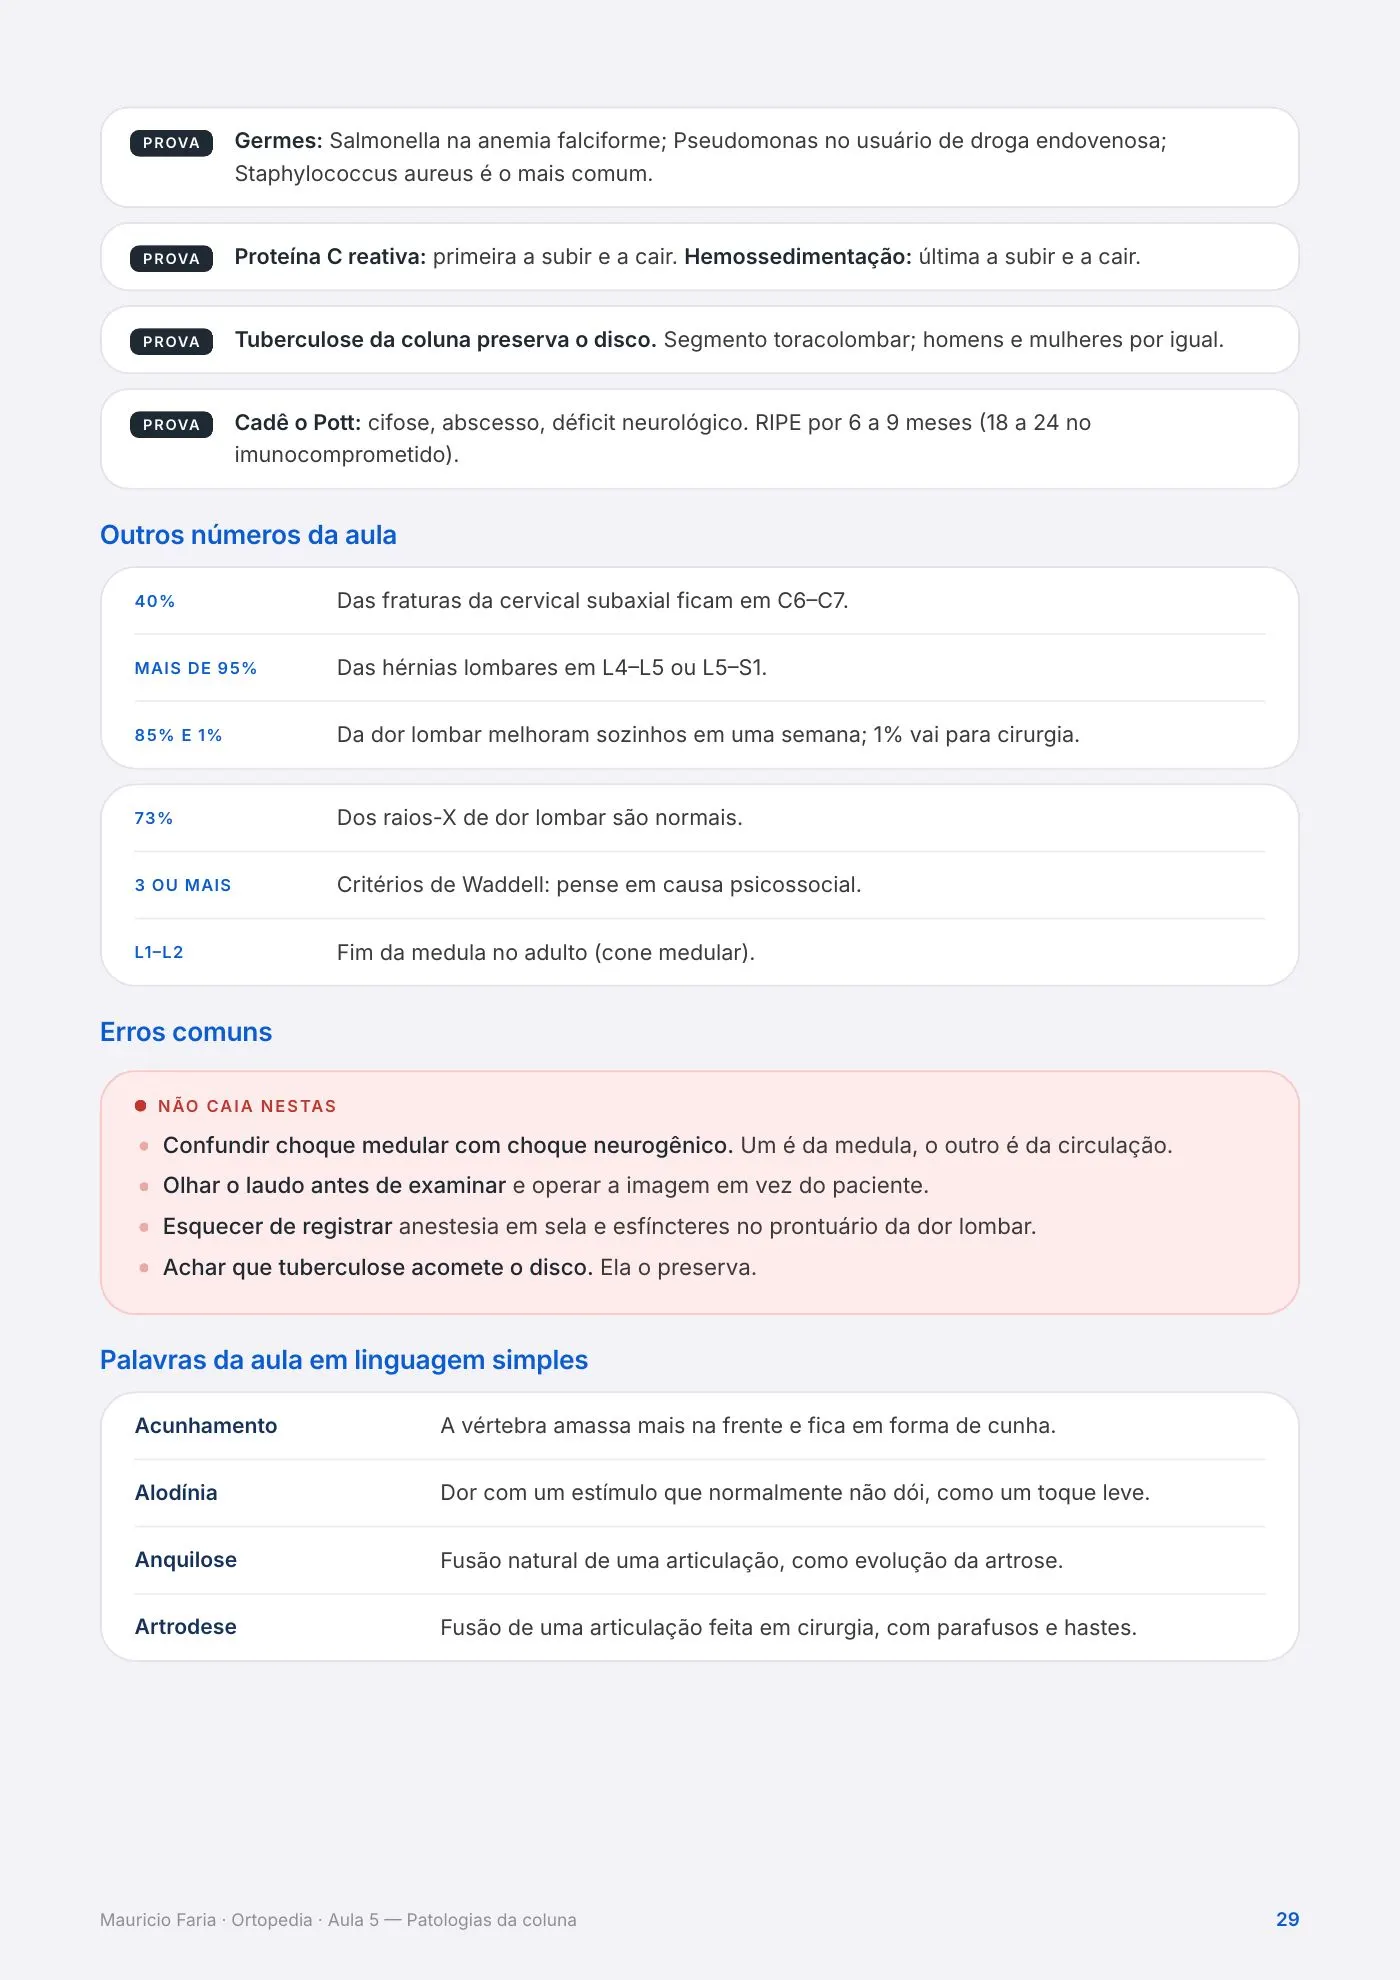 PROVA
Germes: Salmonella na anemia falciforme; Pseudomonas no usuário de droga endovenosa;
Staphylococcus aureus é o mais comum.
PROVA
Proteína C reativa: primeira a subir e a cair. Hemossedimentação: última a subir e a cair.
PROVA
Tuberculose da coluna preserva o disco. Segmento toracolombar; homens e mulheres por igual.
PROVA
Cadê o Pott: cifose, abscesso, déficit neurológico. RIPE por 6 a 9 meses (18 a 24 no
imunocomprometido).
Outros números da aula
40% Das fraturas da cervical subaxial ficam em C6–C7.
MAIS DE 95% Das hérnias lombares em L4–L5 ou L5–S1.
85% E 1% Da dor lombar melhoram sozinhos em uma semana; 1% vai para cirurgia.
73% Dos raios-X de dor lombar são normais.
3 OU MAIS Critérios de Waddell: pense em causa psicossocial.
L1–L2 Fim da medula no adulto (cone medular).
Erros comuns
NÃO CAIA NESTAS
Confundir choque medular com choque neurogênico. Um é da medula, o outro é da circulação.
Olhar o laudo antes de examinar e operar a imagem em vez do paciente.
Esquecer de registrar anestesia em sela e esfíncteres no prontuário da dor lombar.
Achar que tuberculose acomete o disco. Ela o preserva.
Palavras da aula em linguagem simples
Acunhamento A vértebra amassa mais na frente e fica em forma de cunha.
Alodínia Dor com um estímulo que normalmente não dói, como um toque leve.
Anquilose Fusão natural de uma articulação, como evolução da artrose.
Artrodese Fusão de uma articulação feita em cirurgia, com parafusos e hastes.
Mauricio Faria · Ortopedia · Aula 5 — Patologias da coluna 29